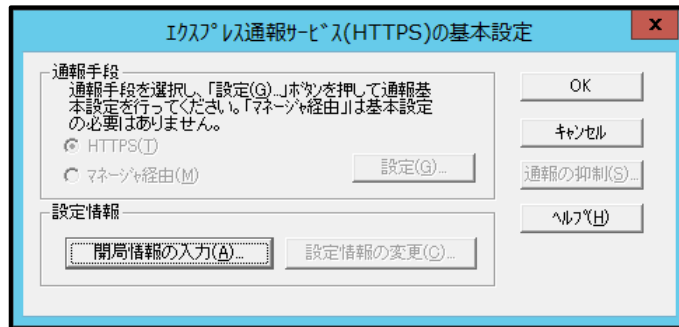 ｴｸｽﾌﾟﾚｽ通報ｻｰﾋﾞｽ(HTTPS)の基本設定
x
通報手段
通報手段を選択し、「設定(G)...」ﾎﾞﾀﾝを押して通報基
本設定を行ってください。「ﾏﾈｰｼﾞｬ経由」は基本設定
の必要はありません。
HTTPS(T)
ﾏﾈｰｼﾞｬ経由(M)
設定(G)...
設定情報
開局情報の入力(A)...
設定情報の変更(C)...
OK
ｷｬﾝｾﾙ
通報の抑制(S)...
ﾍﾙﾌﾟ(H)